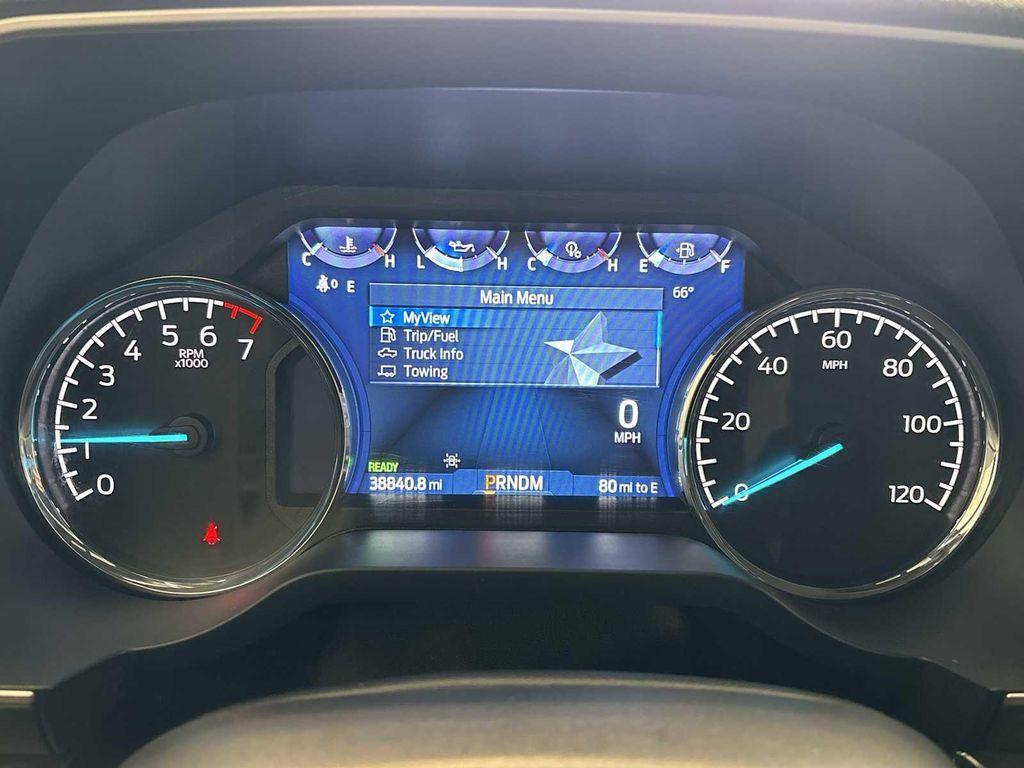 C H L H C H E F
0 E
66°
Main Menu
MyView
Trip/Fuel
Truck Info
Towing
0
MPH
READY
38840.8 mi
PRNDM
80 mi to E
0 1 2 3 4 5 6 7
RPM
x1000
0 20 40 60 80 100 120
MPH